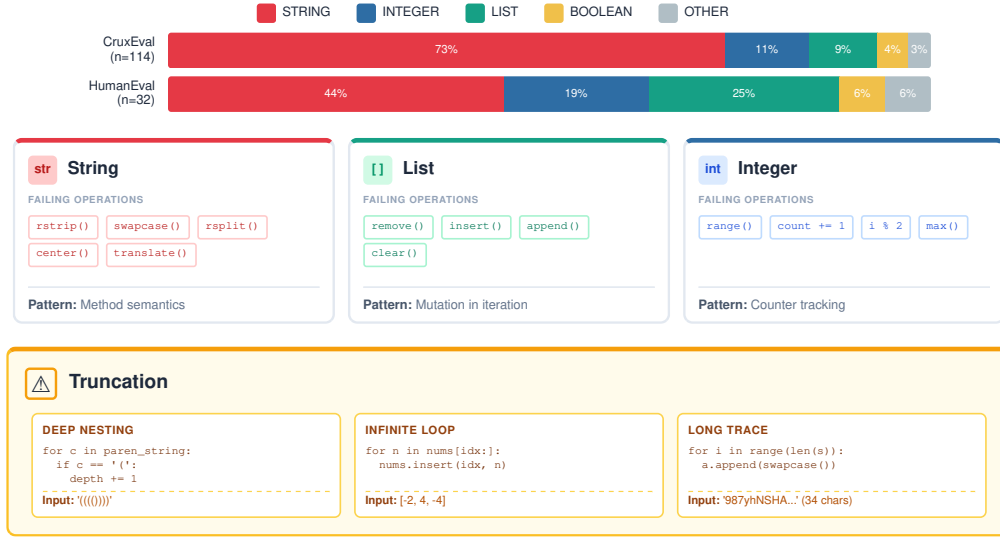 STRING INTEGER LIST BOOLEAN OTHER
CruxEval
(n=114)
73% 11% 9% 4% 3%
HumanEval
(n=32)
44% 19% 25% 6% 6%
str String
FAILING OPERATIONS
rstrip() swapcase() rsplit()
center() translate()
Pattern: Method semantics
[] List
FAILING OPERATIONS
remove() insert() append()
clear()
Pattern: Mutation in iteration
int Integer
FAILING OPERATIONS
range() count += 1 i % 2 max()
Pattern: Counter tracking
⚠ Truncation
DEEP NESTING
for c in paren_string:
if c == '(':
depth += 1
Input: '(((())))'
INFINITE LOOP
for n in nums[idx:]:
nums.insert(idx, n)
Input: [-2, 4, -4]
LONG TRACE
for i in range(len(s)):
a.append(swapcase())
Input: '987yhNSHA...' (34 chars)